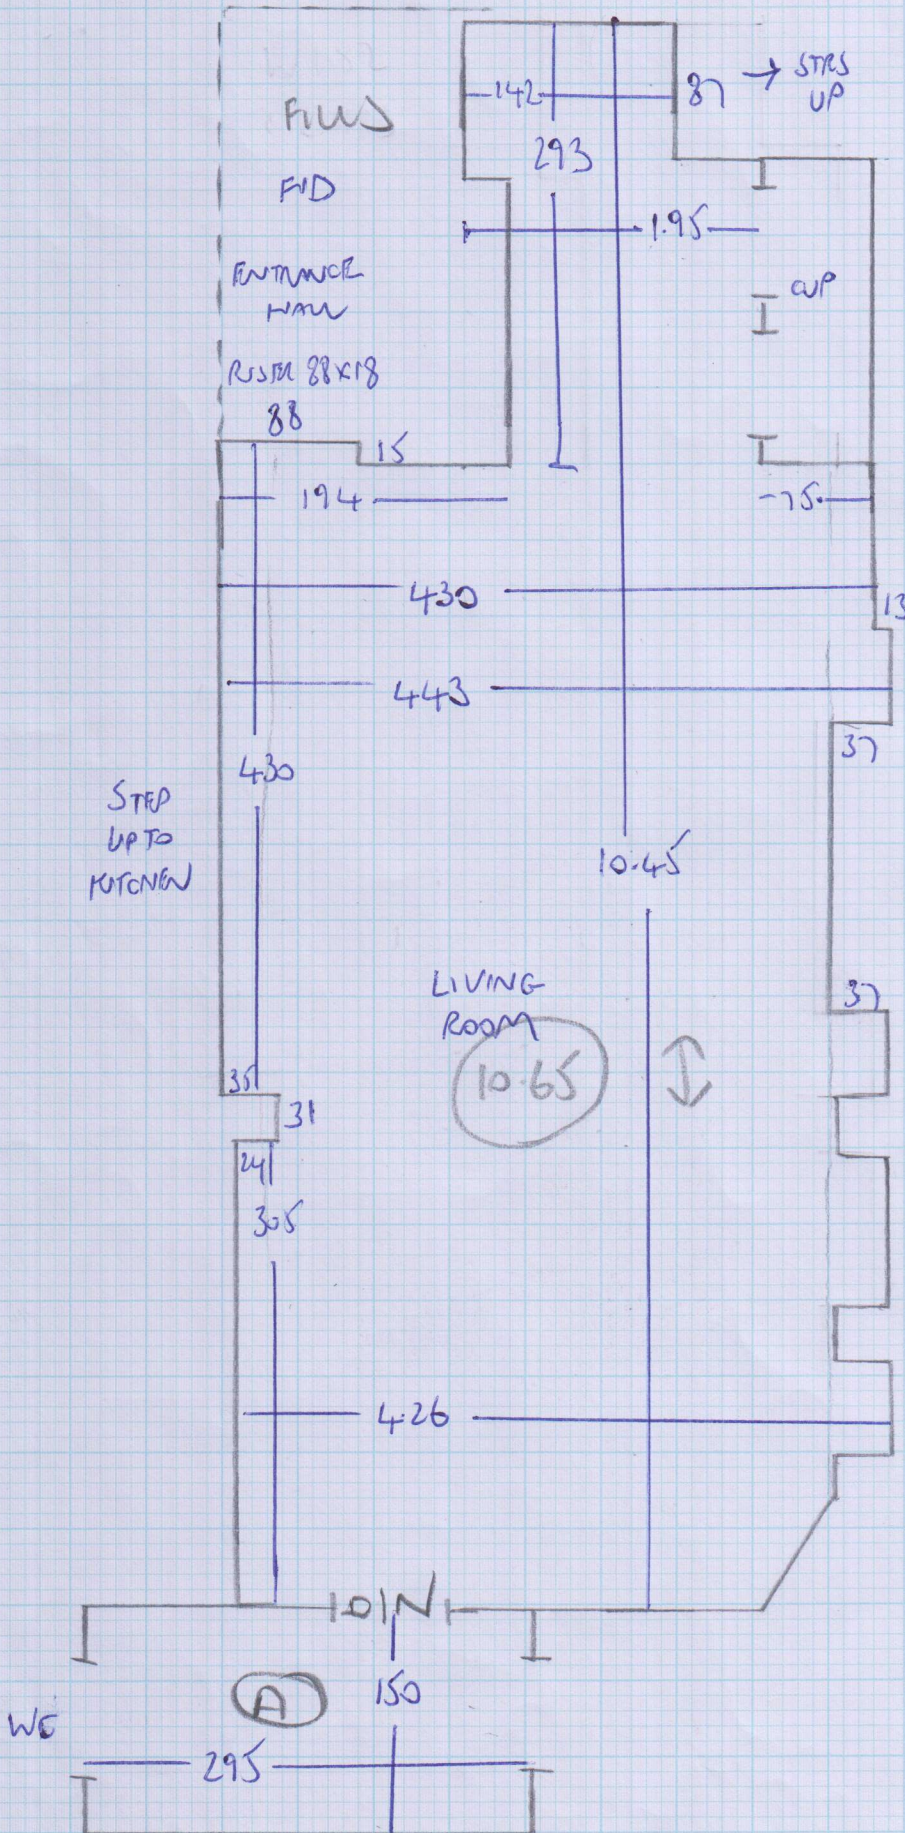 FILLS
142
87
→ STRS
UP
293
FID
1.95
ENTRANCE
HALL
CUP
RISER 88x18
88
15
194
75
430
13
443
37
430
STEP
UP TO
KITCHEN
10.45
LIVING
ROOM
37
10.65
35
31
24
305
4.26
D/N
A
150
WC
295